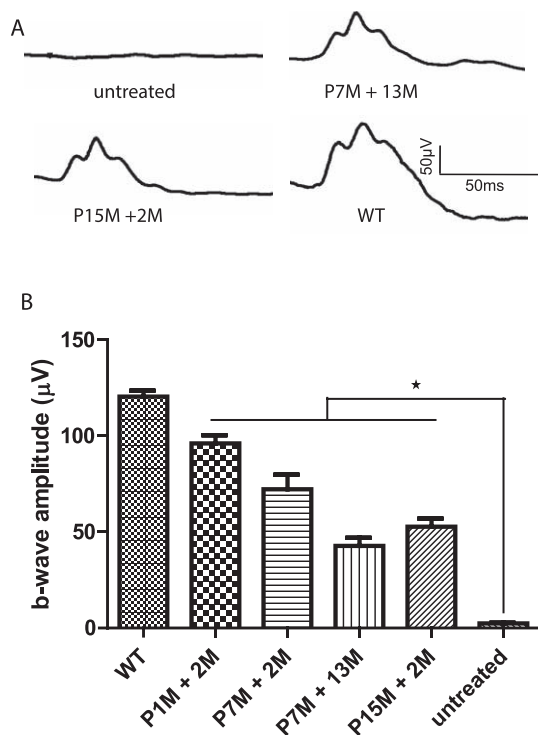 A
untreated
P7M + 13M
P15M +2M
WT
50µV
50ms
B
b-wave amplitude (µV)
150
100
50
0
★
WT
P1M + 2M
P7M + 2M
P7M + 13M
P15M + 2M
untreated